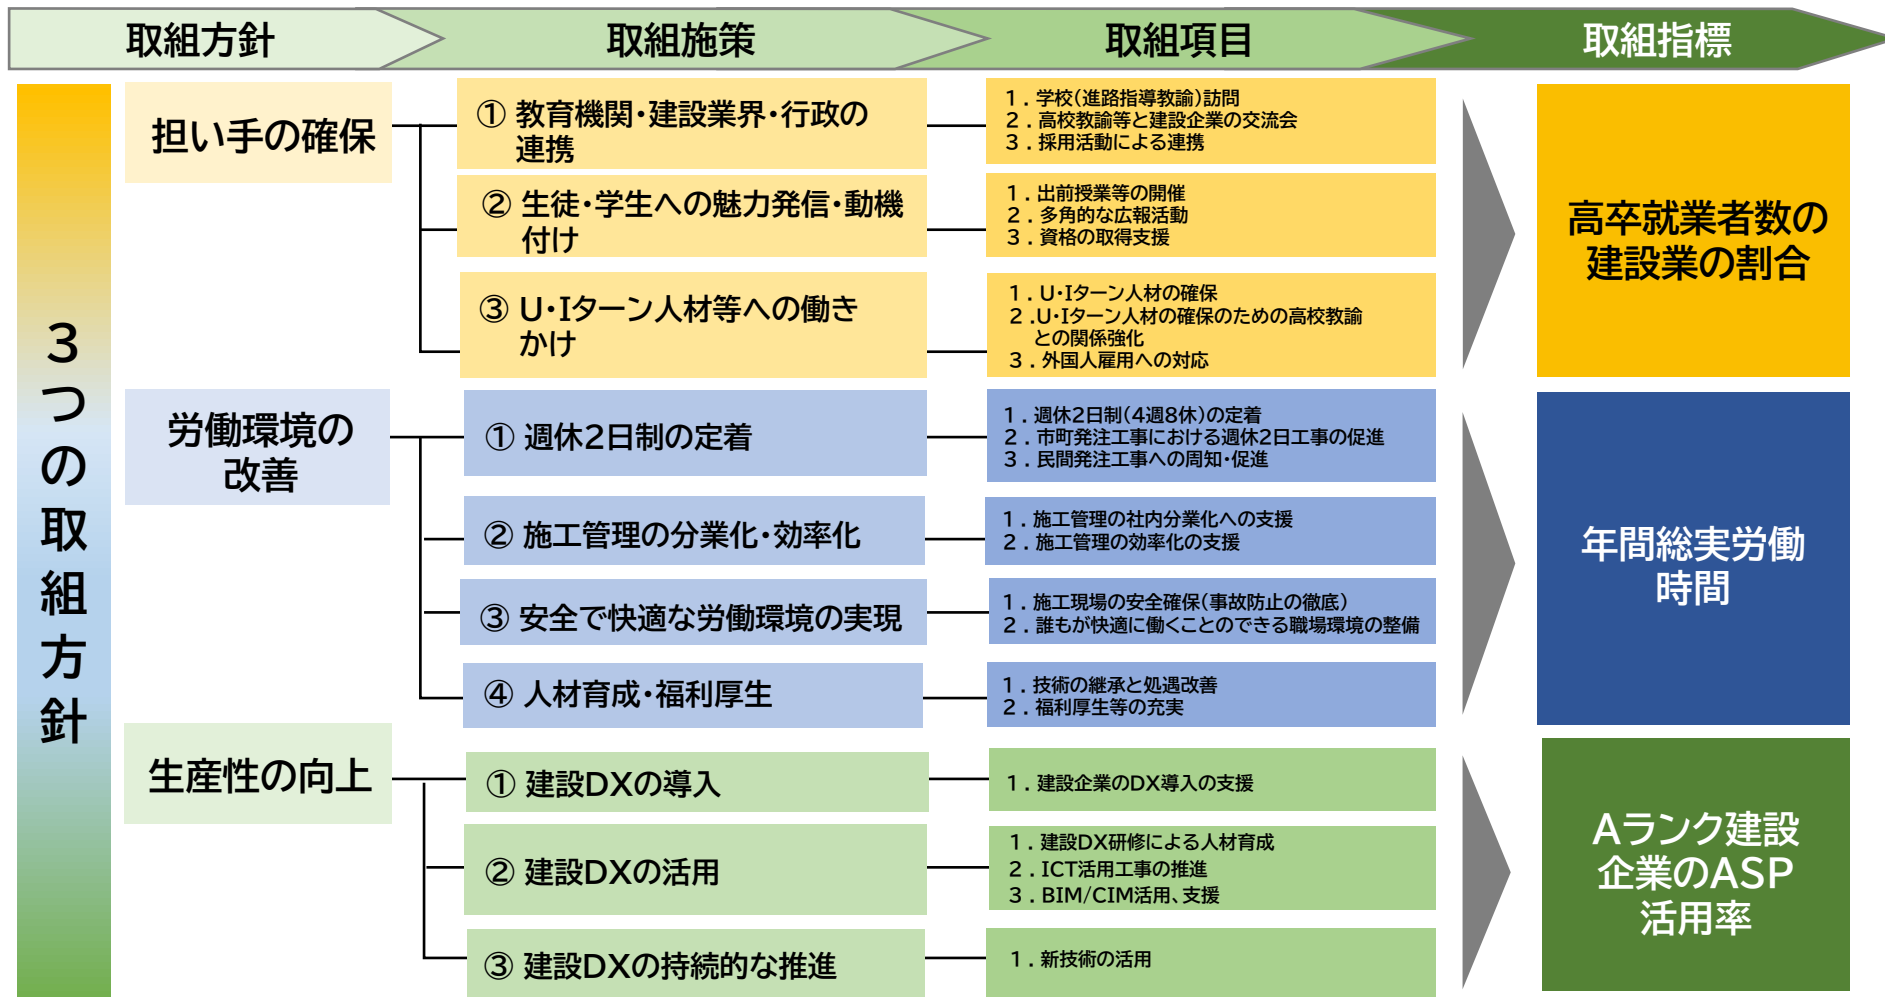 取組方針
取組施策
取組項目
取組指標
3つの取組方針
担い手の確保
① 教育機関・建設業界・行政の
連携
1．学校（進路指導教諭）訪問
2．高校教諭等と建設企業の交流会
3．採用活動による連携
② 生徒・学生への魅力発信・動機
付け
1．出前授業等の開催
2．多角的な広報活動
3．資格の取得支援
③ U・Iターン人材等への働き
かけ
1．U・Iターン人材の確保
2．U・Iターン人材の確保のための高校教諭
との関係強化
3．外国人雇用への対応
高卒就業者数の
建設業の割合
労働環境の
改善
① 週休2日制の定着
1．週休2日制（4週8休）の定着
2．市町発注工事における週休2日工事の促進
3．民間発注工事への周知・促進
② 施工管理の分業化・効率化
1．施工管理の社内分業化への支援
2．施工管理の効率化の支援
③ 安全で快適な労働環境の実現
1．施工現場の安全確保（事故防止の徹底）
2．誰もが快適に働くことのできる職場環境の整備
④ 人材育成・福利厚生
1．技術の継承と処遇改善
2．福利厚生等の充実
年間総実労働
時間
生産性の向上
① 建設DXの導入
1．建設企業のDX導入の支援
② 建設DXの活用
1．建設DX研修による人材育成
2．ICT活用工事の推進
3．BIM/CIM活用、支援
③ 建設DXの持続的な推進
1．新技術の活用
Aランク建設
企業のASP
活用率